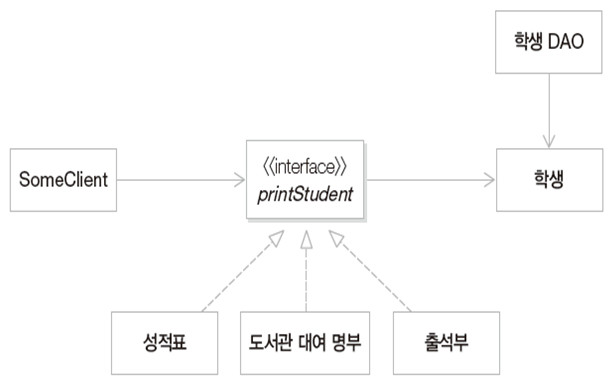 학생 DAO
SomeClient
《interface》
printStudent
학생
성적표
도서관 대여 명부
출석부